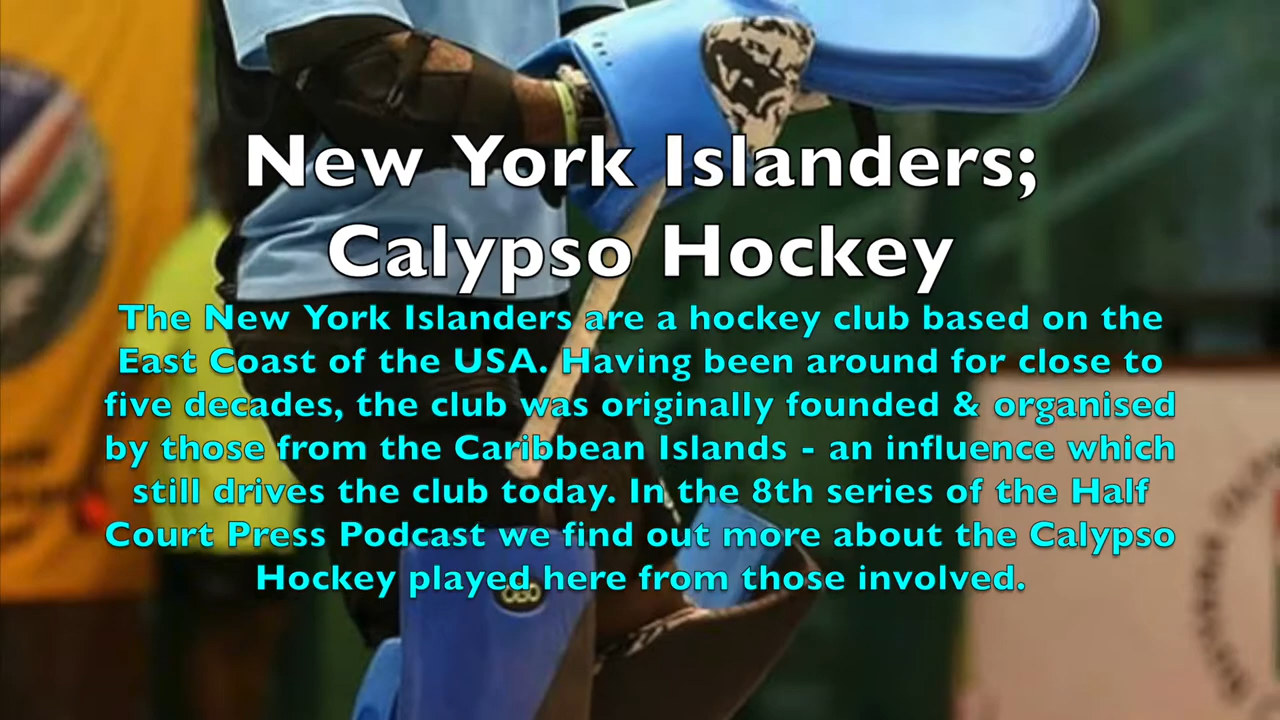 New York Islanders;
Calypso Hockey
The New York Islanders are a hockey club based on the
East Coast of the USA. Having been around for close to
five decades, the club was originally founded & organised
by those from the Caribbean Islands - an influence which
still drives the club today. In the 8th series of the Half
Court Press Podcast we find out more about the Calypso
Hockey played here from those involved.
OBO